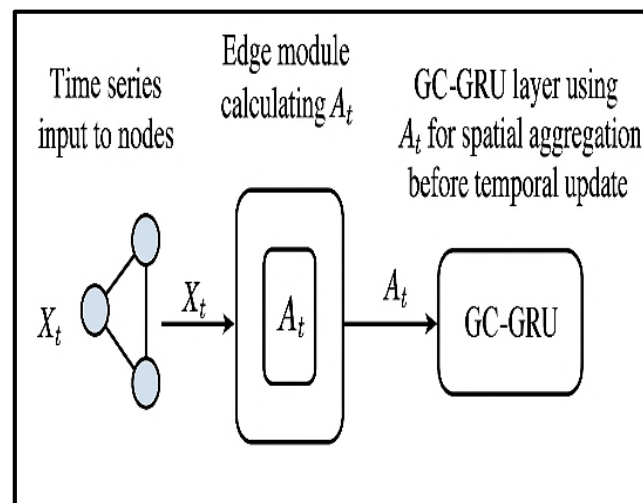 Time series
input to nodes
Edge module
calculating A_t
GC-GRU layer using
A_t for spatial aggregation
before temporal update
X_t
X_t
A_t
A_t
GC-GRU